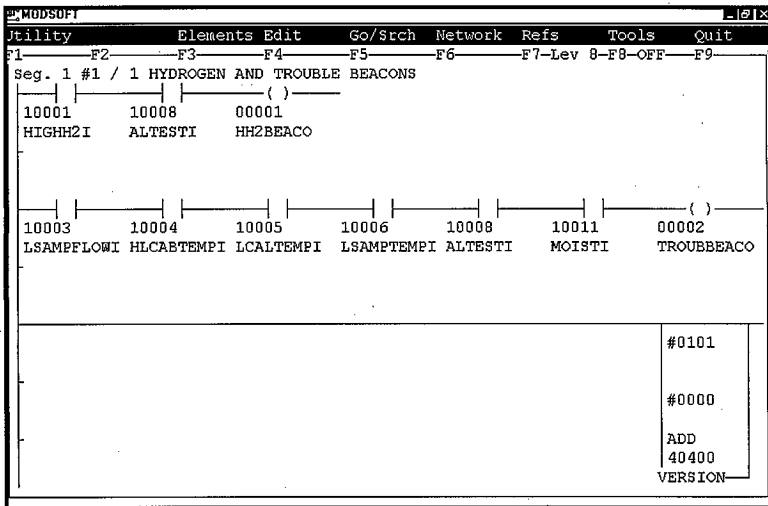 MODSOFT
Utility Elements Edit Go/Srch Network Refs Tools Quit
F1 F2 F3 F4 F5 F6 F7-Lev 8-F8-OFF F9
Seg. 1 #1 / 1 HYDROGEN AND TROUBLE BEACONS
10001 10008 00001
HIGHH2I ALTESTI HH2BEACO
10003 10004 10005 10006 10008 10011 00002
LSAMPFLOWI HLCABTEMPI LCALTEMPI LSAMPTEMPI ALTESTI MOISTI TROUBBEACO
#0101
#0000
ADD
40400
VERSION